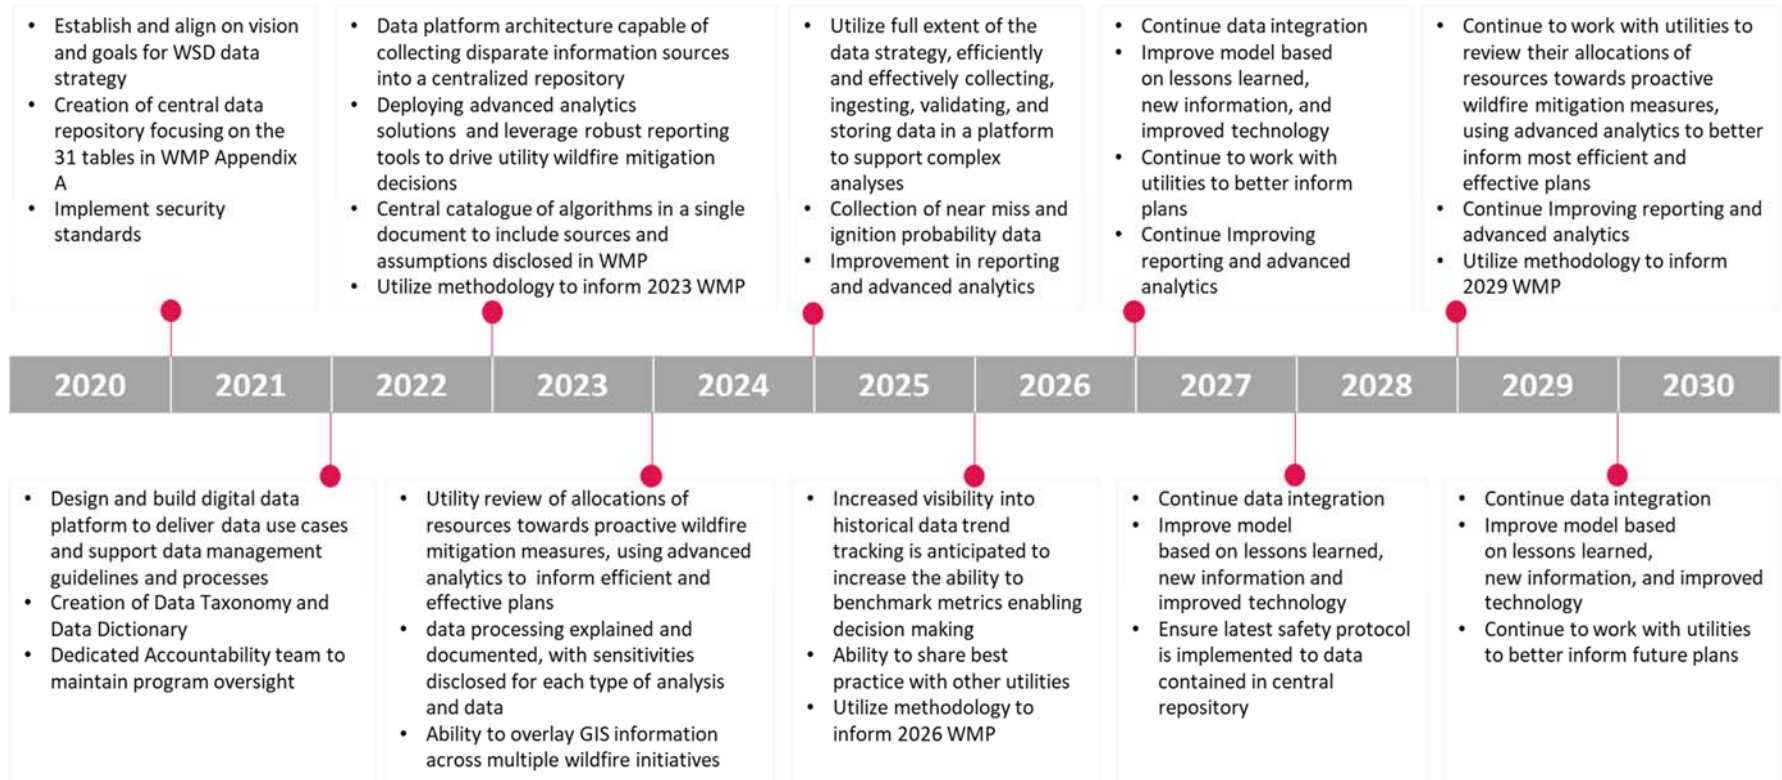 • Establish and align on vision
and goals for WSD data
strategy
• Creation of central data
repository focusing on the
31 tables in WMP Appendix
A
• Implement security
standards
• Data platform architecture capable of
collecting disparate information sources
into a centralized repository
• Deploying advanced analytics
solutions and leverage robust reporting
tools to drive utility wildfire mitigation
decisions
• Central catalogue of algorithms in a single
document to include sources and
assumptions disclosed in WMP
• Utilize methodology to inform 2023 WMP
• Utilize full extent of the
data strategy, efficiently
and effectively collecting,
ingesting, validating, and
storing data in a platform
to support complex
analyses
• Collection of near miss and
ignition probability data
• Improvement in reporting
and advanced analytics
• Continue data integration
• Improve model based
on lessons learned,
new information, and
improved technology
• Continue to work with
utilities to better inform
plans
• Continue Improving
reporting and advanced
analytics
• Continue to work with utilities to
review their allocations of
resources towards proactive
wildfire mitigation measures,
using advanced analytics to better
inform most efficient and
effective plans
• Continue Improving reporting and
advanced analytics
• Utilize methodology to inform
2029 WMP
2020 2021 2022 2023 2024 2025 2026 2027 2028 2029 2030
• Design and build digital data
platform to deliver data use cases
and support data management
guidelines and processes
• Creation of Data Taxonomy and
Data Dictionary
• Dedicated Accountability team to
maintain program oversight
• Utility review of allocations of
resources towards proactive wildfire
mitigation measures, using advanced
analytics to inform efficient and
effective plans
• data processing explained and
documented, with sensitivities
disclosed for each type of analysis
and data
• Ability to overlay GIS information
across multiple wildfire initiatives
• Increased visibility into
historical data trend
tracking is anticipated to
increase the ability to
benchmark metrics enabling
decision making
• Ability to share best
practice with other utilities
• Utilize methodology to
inform 2026 WMP
• Continue data integration
• Improve model
based on lessons learned,
new information and
improved technology
• Ensure latest safety protocol
is implemented to data
contained in central
repository
• Continue data integration
• Improve model based
on lessons learned,
new information, and improved
technology
• Continue to work with utilities
to better inform future plans